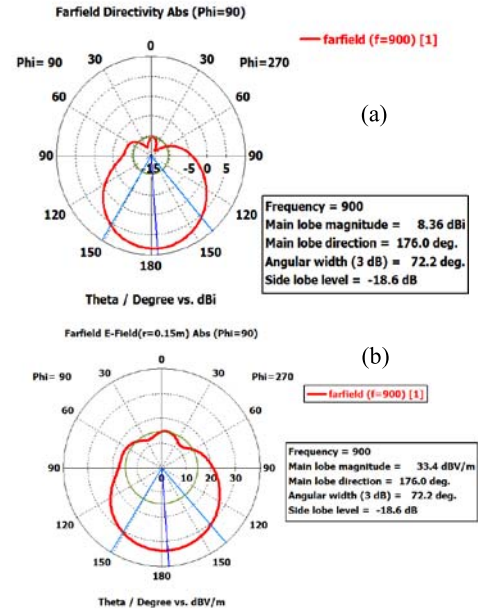 Farfield Directivity Abs (Phi=90)
farfield (f=900) [1]
Phi= 90 0 Phi=270
30 30
60 60
90 -15 -5 0 5 90
120 120
150 150
180
(a)
Frequency = 900
Main lobe magnitude = 8.36 dBi
Main lobe direction = 176.0 deg.
Angular width (3 dB) = 72.2 deg.
Side lobe level = -18.6 dB
Theta / Degree vs. dBi
Farfield E-Field(r=0.15m) Abs (Phi=90)
(b)
Phi= 90 0 Phi=270
30 30
60 60
90 0 10 20 30 90
120 120
150 150
180
farfield (f=900) [1]
Frequency = 900
Main lobe magnitude = 33.4 dBV/m
Main lobe direction = 176.0 deg.
Angular width (3 dB) = 72.2 deg.
Side lobe level = -18.6 dB
Theta / Degree vs. dBV/m